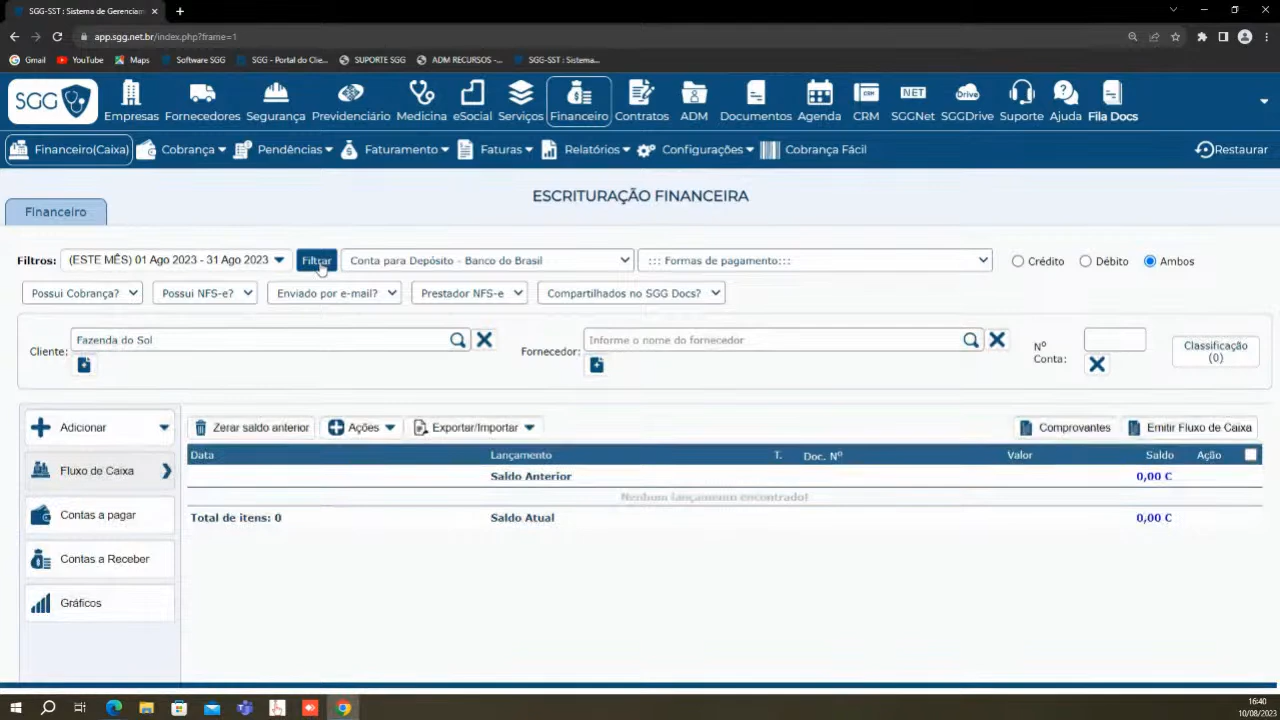 SGG-SST : Sistema de Gerenciam
app.sgg.net.br/index.php?frame=1
Gmail YouTube Maps Software SGG SGG - Portal do Clie... SUPORTE SGG ADM RECURSOS -... SGG-SST : Sistema...
SGG Empresas Fornecedores Segurança Previdenciário Medicina eSocial Serviços Financeiro Contratos ADM Documentos Agenda CRM CRM NET SGGNet Drive SGGDrive Suporte Ajuda Fila Docs
Financeiro(Caixa) Cobrança Pendências Faturamento Faturas Relatórios Configurações Cobrança Fácil Restaurar
ESCRITURAÇÃO FINANCEIRA
Financeiro
Filtros: (ESTE MÊS) 01 Ago 2023 - 31 Ago 2023 Filtrar Conta para Depósito - Banco do Brasil ::: Formas de pagamento::: Crédito Débito Ambos
Possui Cobrança? Possui NFS-e? Enviado por e-mail? Prestador NFS-e Compartilhados no SGG Docs?
Cliente: Fazenda do Sol Fornecedor: Informe o nome do fornecedor Nº Conta: Classificação
(0)
Adicionar Zerar saldo anterior Ações Exportar/Importar Comprovantes Emitir Fluxo de Caixa
Data Lançamento T. Doc. Nº Valor Saldo Ação
Fluxo de Caixa Saldo Anterior 0,00 C
Nenhum lançamento encontrado!
Contas a pagar Total de itens: 0 Saldo Atual 0,00 C
Contas a Receber
Gráficos
16:40
10/08/2023